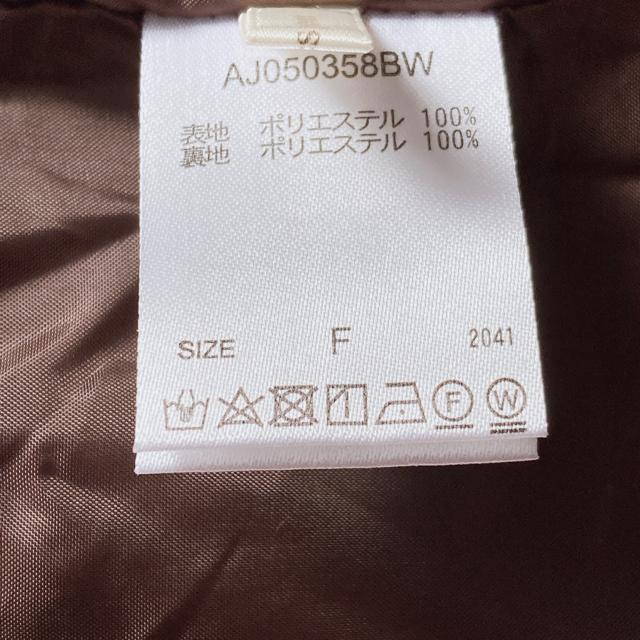 S
AJ050358BW
表地 ポリエステル 100%
裏地 ポリエステル 100%
SIZE F 2041
F W